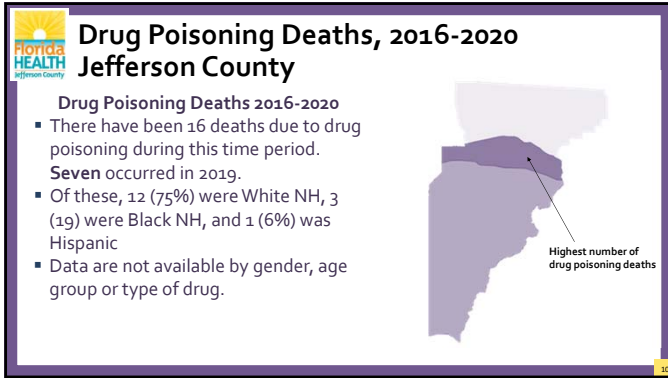 Florida
HEALTH
Jefferson County
Drug Poisoning Deaths, 2016-2020
Jefferson County
Drug Poisoning Deaths 2016-2020
▪ There have been 16 deaths due to drug
poisoning during this time period.
Seven occurred in 2019.
▪ Of these, 12 (75%) were White NH, 3
(19) were Black NH, and 1 (6%) was
Hispanic
▪ Data are not available by gender, age
group or type of drug.
Highest number of
drug poisoning deaths